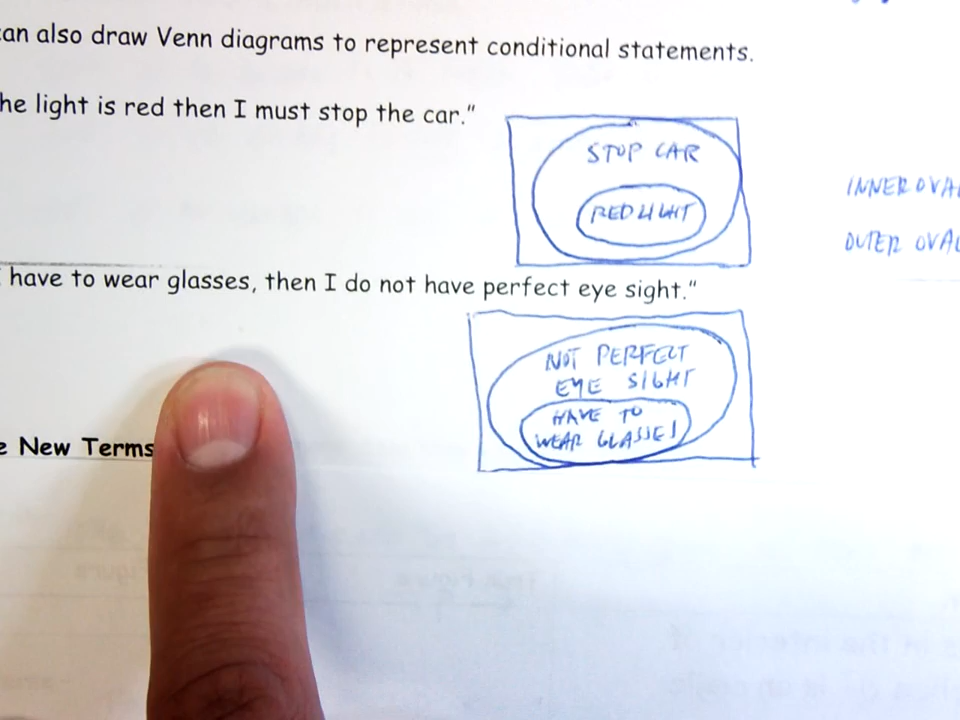 can also draw Venn diagrams to represent conditional statements.
he light is red then I must stop the car."
STOP CAR
RED LIGHT
INNER OVAL
OUTER OVAL
have to wear glasses, then I do not have perfect eye sight."
NOT PERFECT
EYE SIGHT
HAVE TO
WEAR GLASSES
e New Terms